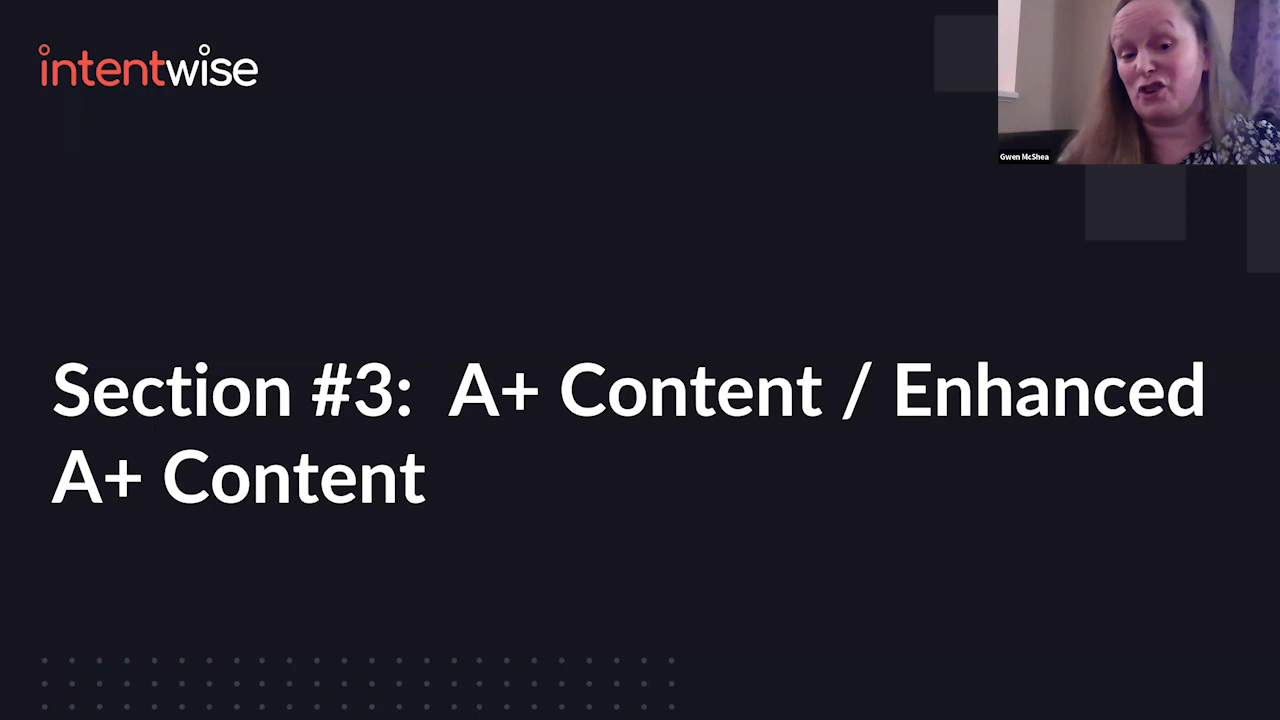 intentwise
Gwen McShea
Section #3: A+ Content / Enhanced
A+ Content